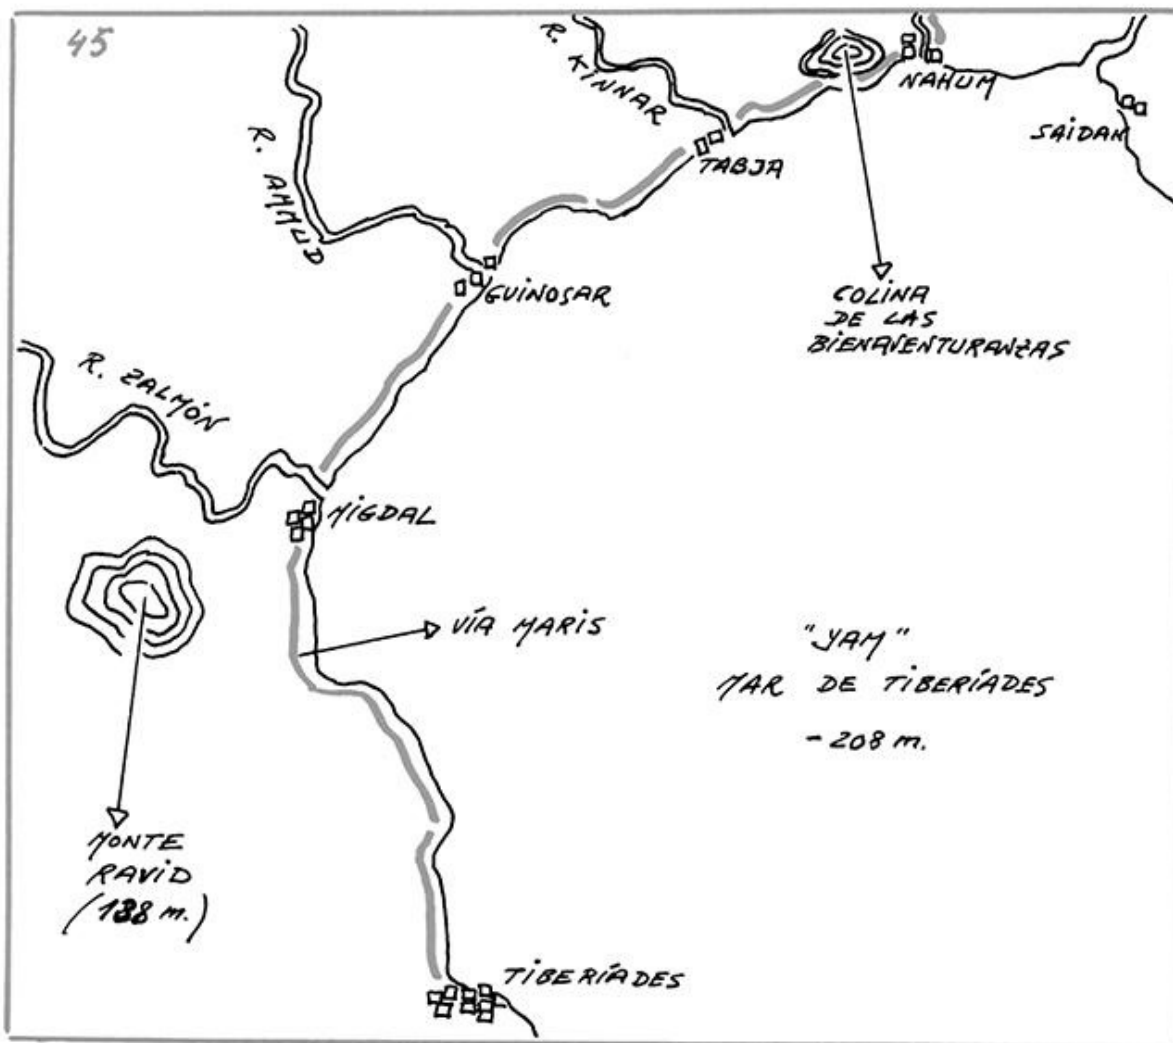 45
R. KINNAR
NAHUM
SAIDAN
R. AMMUD
TABJA
GUINOSAR
COLINA
DE LAS
BIENAVENTURANZAS
R. ZALMÓN
MIGDAL
VÍA MARIS
"YAM"
MAR DE TIBERÍADES
- 208 m.
MONTE
RAVID
(188 m.)
TIBERÍADES